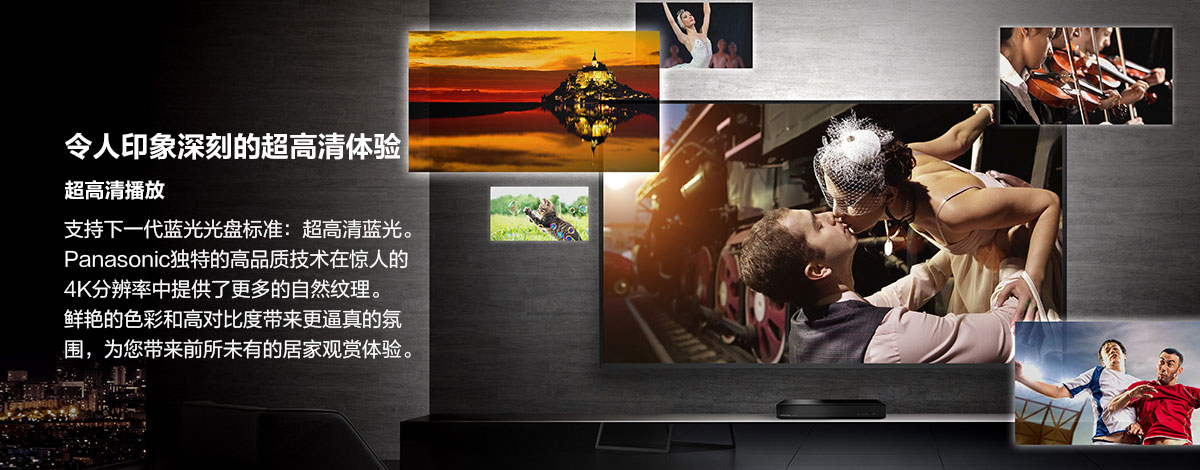 令人印象深刻的超高清体验
超高清播放
支持下一代蓝光光盘标准：超高清蓝光。
Panasonic独特的高品质技术在惊人的
4K分辨率中提供了更多的自然纹理。
鲜艳的色彩和高对比度带来更逼真的氛
围，为您带来前所未有的居家观赏体验。